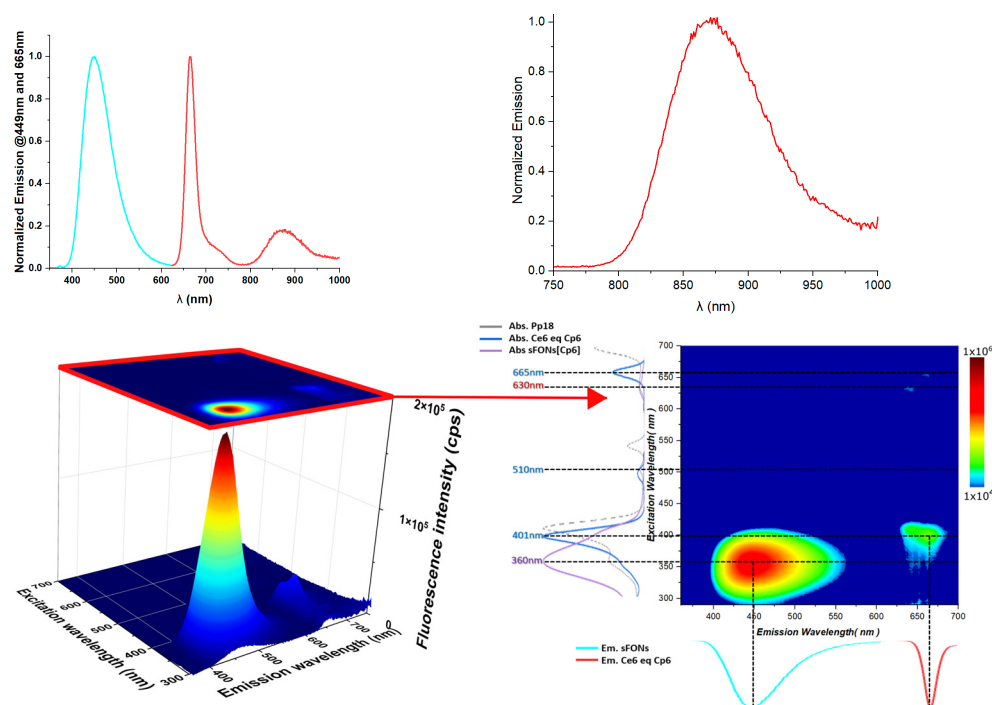 Normalized Emission @449nm and 665nm
1.0
0.8
0.6
0.4
0.2
0.0
400 500 600 700 800 900 1000
λ (nm)
Normalized Emission
1.0
0.8
0.6
0.4
0.2
0.0
750 800 850 900 950 1000
λ (nm)
2×10⁵
1×10⁵
0
Fluorescence intensity (cps)
700
600
500
400
300
Excitation wavelength (nm)
400
500
600
700
Emission wavelength (nm)
Abs. Pp18
Abs. Ce6 eq Cp6
Abs sFONs[Cp6]
665nm
630nm
510nm
401nm
360nm
Excitation Wavelength( nm )
700
650
600
550
500
450
400
350
300
400 450 500 550 600 650 700
Emission Wavelength( nm )
1x10⁶
1x10⁴
Em. sFONs
Em. Ce6 eq Cp6